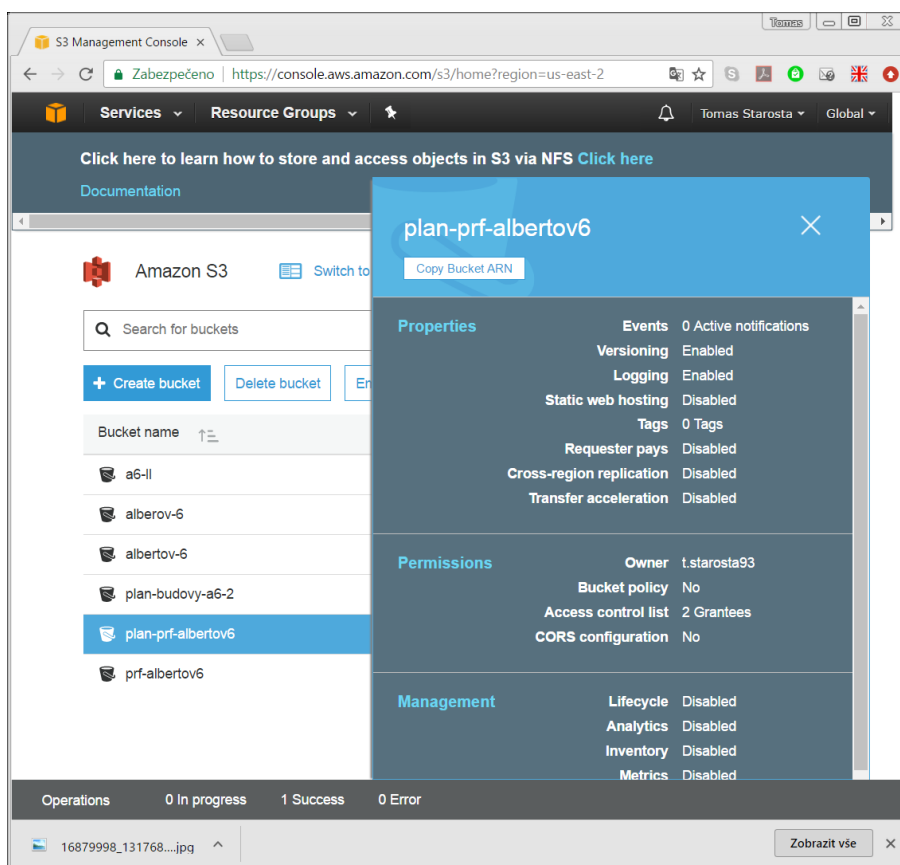 Tomas
S3 Management Console
Zabezpečeno https://console.aws.amazon.com/s3/home?region=us-east-2
Services Resource Groups Tomas Starosta Global
Click here to learn how to store and access objects in S3 via NFS Click here
Documentation
plan-prf-albertov6
Copy Bucket ARN
Amazon S3 Switch to
Search for buckets
Create bucket Delete bucket En
Bucket name
a6-ll
alberov-6
albertov-6
plan-budovy-a6-2
plan-prf-albertov6
prf-albertov6
Properties
Events 0 Active notifications
Versioning Enabled
Logging Enabled
Static web hosting Disabled
Tags 0 Tags
Requester pays Disabled
Cross-region replication Disabled
Transfer acceleration Disabled
Permissions
Owner t.starosta93
Bucket policy No
Access control list 2 Grantees
CORS configuration No
Management
Lifecycle Disabled
Analytics Disabled
Inventory Disabled
Metrics Disabled
Operations 0 In progress 1 Success 0 Error
16879998_131768....jpg Zobrazit vše